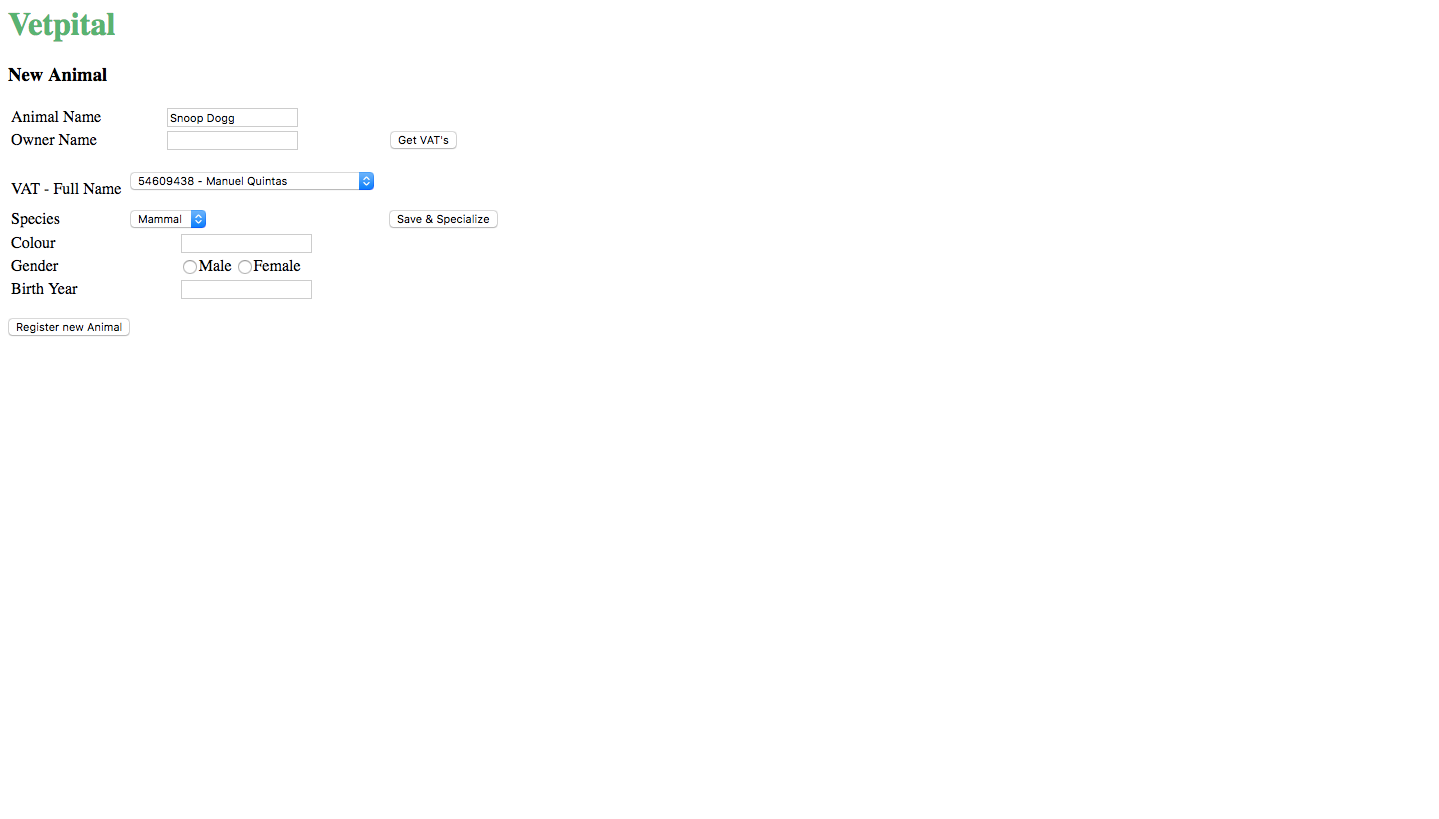 Vetpital
New Animal
Animal Name Snoop Dogg
Owner Name Get VAT's
VAT - Full Name 54609438 - Manuel Quintas
Species Mammal Save & Specialize
Colour
Gender Male Female
Birth Year
Register new Animal